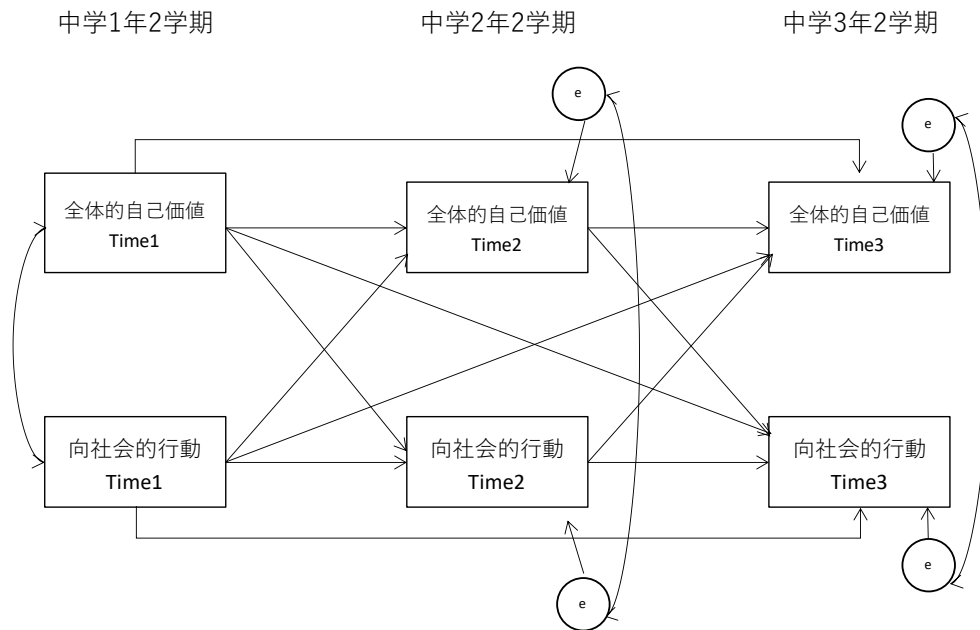 中学1年2学期
中学2年2学期
中学3年2学期
e
e
全体的自己価値
Time1
全体的自己価値
Time2
全体的自己価値
Time3
向社会的行動
Time1
向社会的行動
Time2
向社会的行動
Time3
e
e